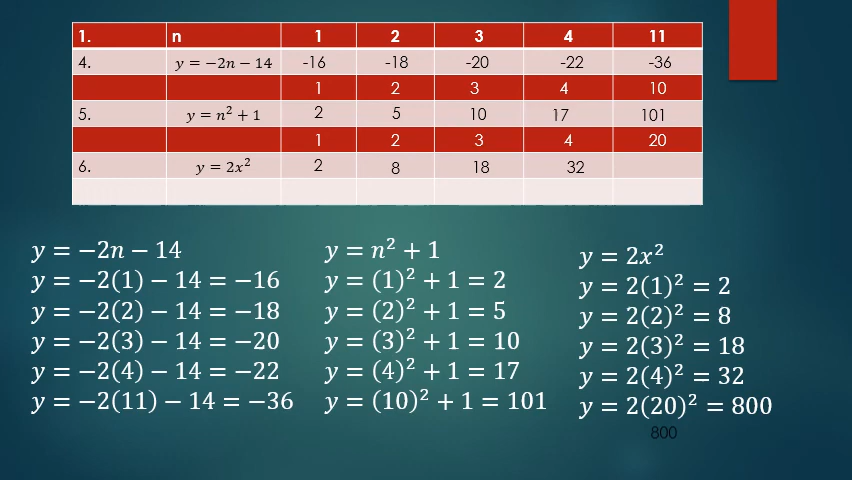 1. n 1 2 3 4 11
4. y = −2n − 14 -16 -18 -20 -22 -36
1 2 3 4 10
5. y = n² + 1 2 5 10 17 101
1 2 3 4 20
6. y = 2x² 2 8 18 32
y = −2n − 14
y = −2(1) − 14 = −16
y = −2(2) − 14 = −18
y = −2(3) − 14 = −20
y = −2(4) − 14 = −22
y = −2(11) − 14 = −36
y = n² + 1
y = (1)² + 1 = 2
y = (2)² + 1 = 5
y = (3)² + 1 = 10
y = (4)² + 1 = 17
y = (10)² + 1 = 101
y = 2x²
y = 2(1)² = 2
y = 2(2)² = 8
y = 2(3)² = 18
y = 2(4)² = 32
y = 2(20)² = 800
800